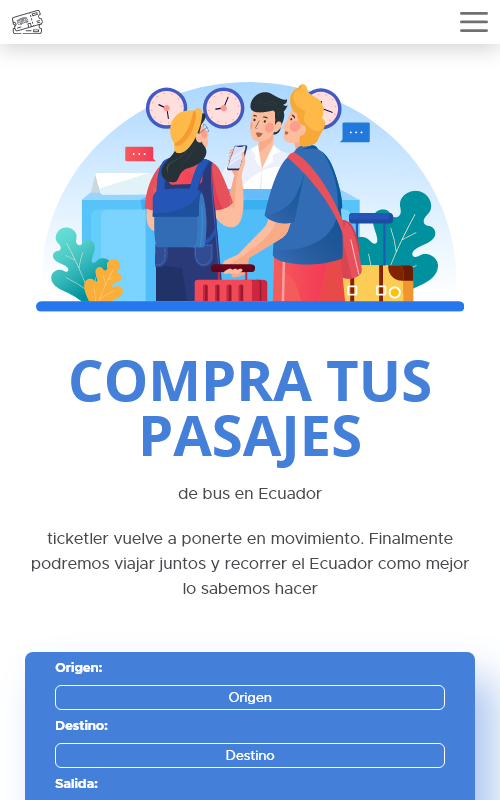 COMPRA TUS
PASAJES
de bus en Ecuador
ticketler vuelve a ponerte en movimiento. Finalmente
podremos viajar juntos y recorrer el Ecuador como mejor
lo sabemos hacer
Origen:
Origen
Destino:
Destino
Salida: